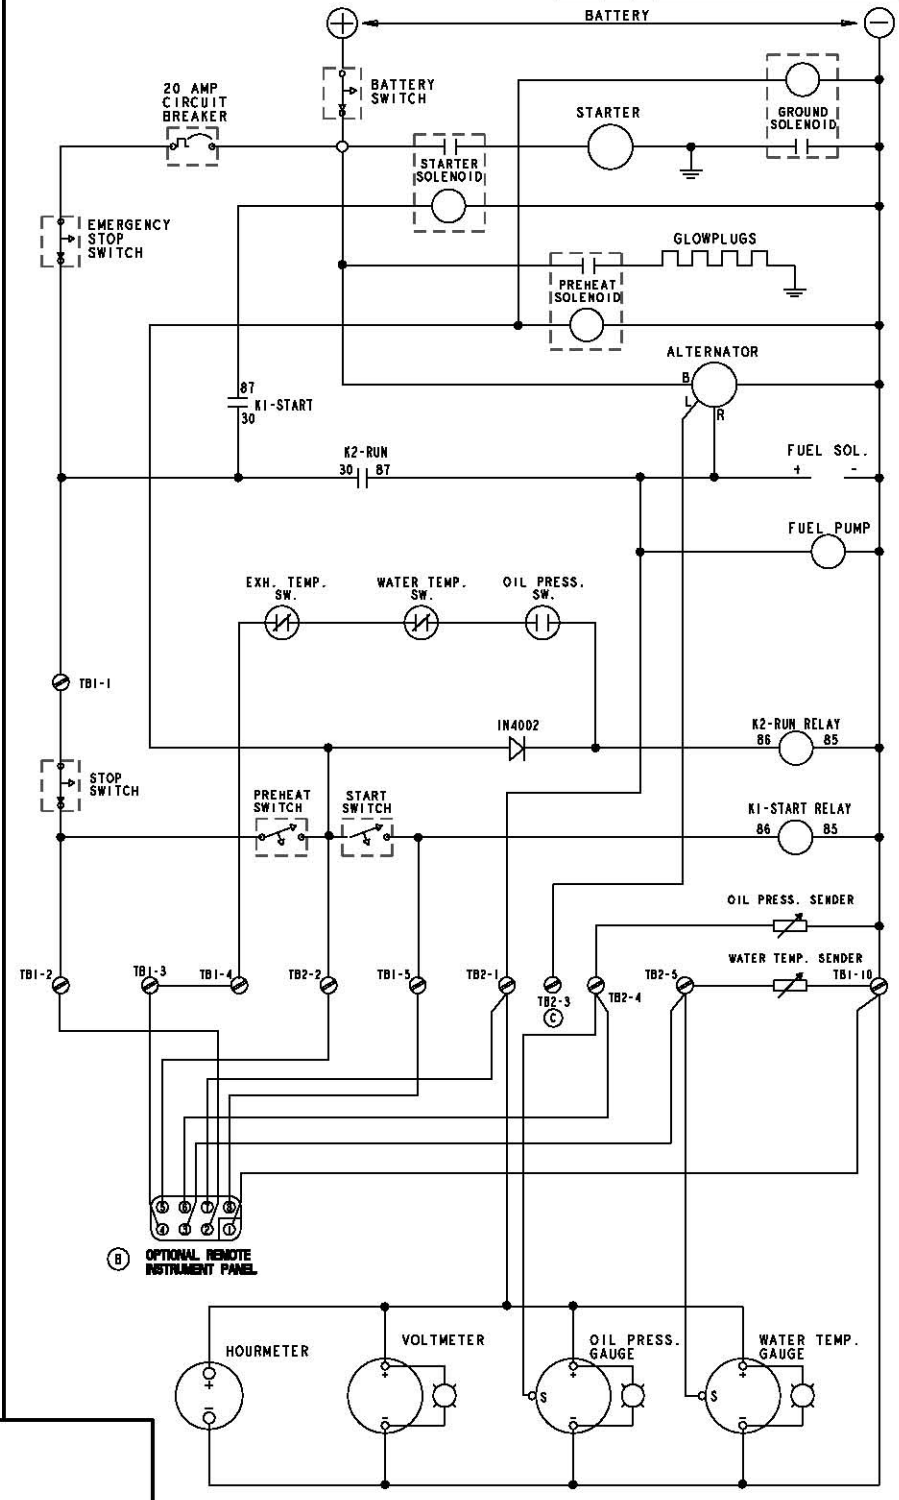 BATTERY
+
−
BATTERY
SWITCH
20 AMP
CIRCUIT
BREAKER
STARTER
GROUND
SOLENOID
STARTER
SOLENOID
EMERGENCY
STOP
SWITCH
GLOWPLUGS
PREHEAT
SOLENOID
ALTERNATOR
B
L
R
87
K1-START
30
K2-RUN
30 87
FUEL SOL.
+ -
FUEL PUMP
EXH. TEMP.
SW.
WATER TEMP.
SW.
OIL PRESS.
SW.
TB1-1
1N4002
K2-RUN RELAY
86 85
STOP
SWITCH
PREHEAT
SWITCH
START
SWITCH
K1-START RELAY
86 85
OIL PRESS. SENDER
WATER TEMP. SENDER
TB1-2
TB1-3
TB1-4
TB2-2
TB1-5
TB2-1
TB2-3
C
TB2-4
TB2-5
TB1-10
5 6 7 8
4 3 2 1
B
OPTIONAL REMOTE
INSTRUMENT PANEL
HOURMETER
+
−
VOLTMETER
+
−
OIL PRESS.
GAUGE
+
S
−
WATER TEMP.
GAUGE
+
S
−